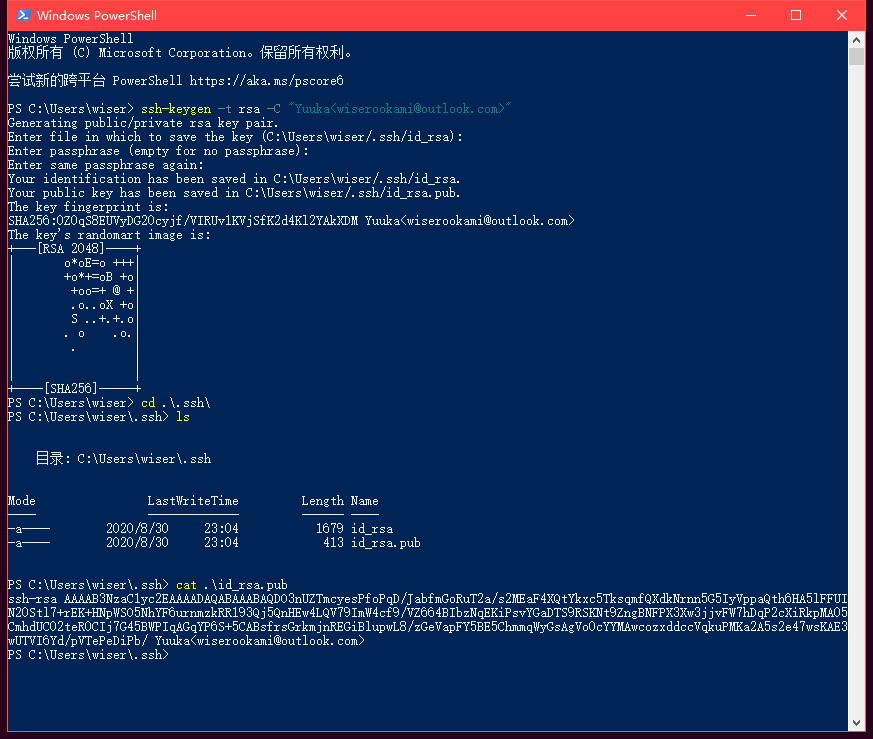 Windows PowerShell
Windows PowerShell
版权所有 (C) Microsoft Corporation。保留所有权利。
尝试新的跨平台 PowerShell https://aka.ms/pscore6
PS C:\Users\wiser> ssh-keygen -t rsa -C "Yuuka<wiserookami@outlook.com>"
Generating public/private rsa key pair.
Enter file in which to save the key (C:\Users\wiser/.ssh/id_rsa):
Enter passphrase (empty for no passphrase):
Enter same passphrase again:
Your identification has been saved in C:\Users\wiser/.ssh/id_rsa.
Your public key has been saved in C:\Users\wiser/.ssh/id_rsa.pub.
The key fingerprint is:
SHA256:OZOqS8EUVyDG2Ocyjf/VIRUv1KVjSfK2d4Kl2YAkXDM Yuuka<wiserookami@outlook.com>
The key's randomart image is:
+---[RSA 2048]----+
|       o*oE=o +++|
|       +o*+=oB +o|
|        +oo=+ @ +|
|        .o..oX +o|
|        S ..+.+.o|
|       . o    .o.|
|        .        |
|                 |
|                 |
+----[SHA256]-----+
PS C:\Users\wiser> cd .\.ssh\
PS C:\Users\wiser\.ssh> ls
目录: C:\Users\wiser\.ssh
Mode                LastWriteTime         Length Name
----                -------------         ------ ----
-a----        2020/8/30     23:04           1679 id_rsa
-a----        2020/8/30     23:04            413 id_rsa.pub
PS C:\Users\wiser\.ssh> cat .\id_rsa.pub
ssh-rsa AAAAB3NzaC1yc2EAAAADAQABAAABAQDO3nUZTmcyesPfoPqD/JabfmGoRuT2a/s2MEaF4XQtYkxc5TksqmfQXdkNrnn5G5IyVppaQth6HA5lFFUI
N2OStl7+rEK+HNpWSO5NhYF6urnmzkRR193Qj5QnHEw4LQV79ImW4cf9/VZ664BIbzNqEKiPsvYGaDTS9RSKNt9ZngBNFPX3Xw3jjvFW7hDqP2cXiRkpMAO5
CmhdUCO2teROCIj7G45BWPIqAGqYP6S+5CABsfrsGrkmjnREGiBlupwL8/zGeVapFY5BE5ChmmqWyGsAgVoOcYYMAwcozxddccVqkuPMKa2A5s2e47wsKAE3
wUTVI6Yd/pVTePeDiPb/ Yuuka<wiserookami@outlook.com>
PS C:\Users\wiser\.ssh>